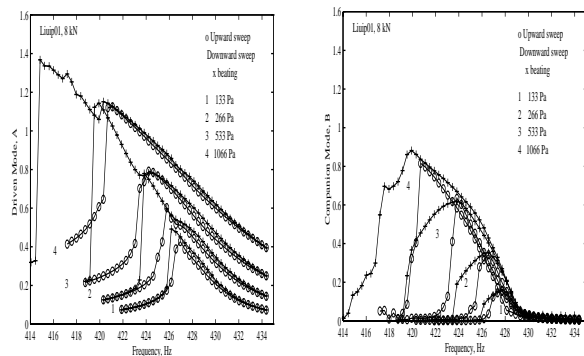 1.6
1.4
1.2
1
0.8
0.6
0.4
0.2
0
Driven Mode, A
Liuip01, 8 kN
o Upward sweep
Downward sweep
x beating
1 133 Pa
2 266 Pa
3 533 Pa
4 1066 Pa
4
3
2
1
414 416 418 420 422 424 426 428 430 432 434
Frequency, Hz
1.6
1.4
1.2
1
0.8
0.6
0.4
0.2
0
Companion Mode, B
Liuip01, 8 kN
o Upward sweep
Downward sweep
x beating
1 133 Pa
2 266 Pa
3 533 Pa
4 1066 Pa
4
3
2
1
414 416 418 420 422 424 426 428 430 432 434
Frequency, Hz